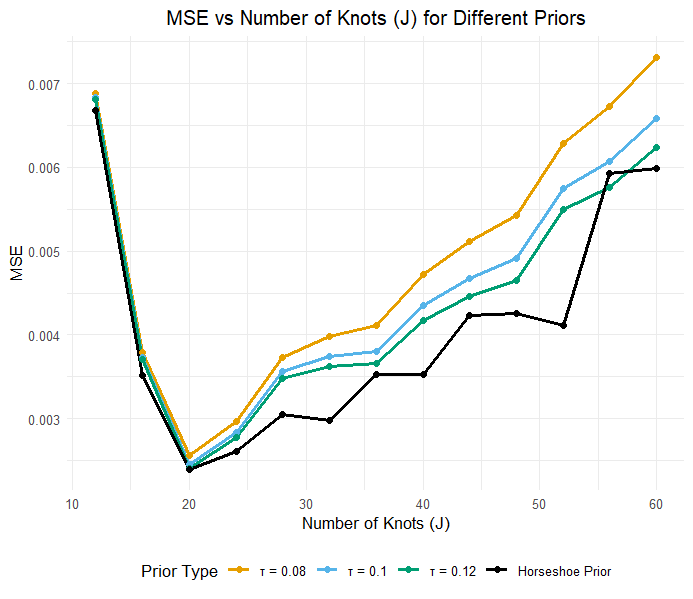 MSE vs Number of Knots (J) for Different Priors
0.007
0.006
0.005
0.004
0.003
MSE
10 20 30 40 50 60
Number of Knots (J)
Prior Type τ = 0.08 τ = 0.1 τ = 0.12 Horseshoe Prior